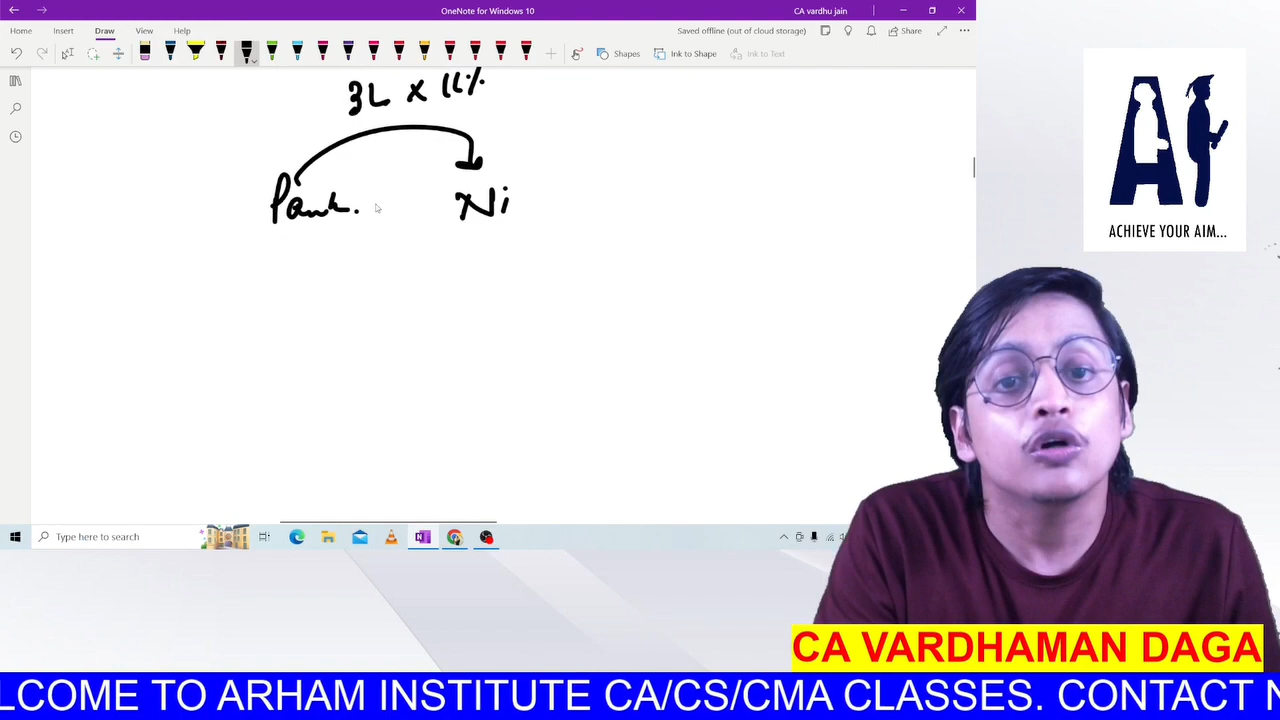 OneNote for Windows 10
CA vardhu jain
Home Insert Draw View Help
Saved offline (out of cloud storage)
Share
Shapes
Ink to Shape
Ink to Text
3L x 11%
Pank. Ni
ACHIEVE YOUR AIM...
Type here to search
CA VARDHAMAN DAGA
LCOME TO ARHAM INSTITUTE CA/CS/CMA CLASSES. CONTACT N